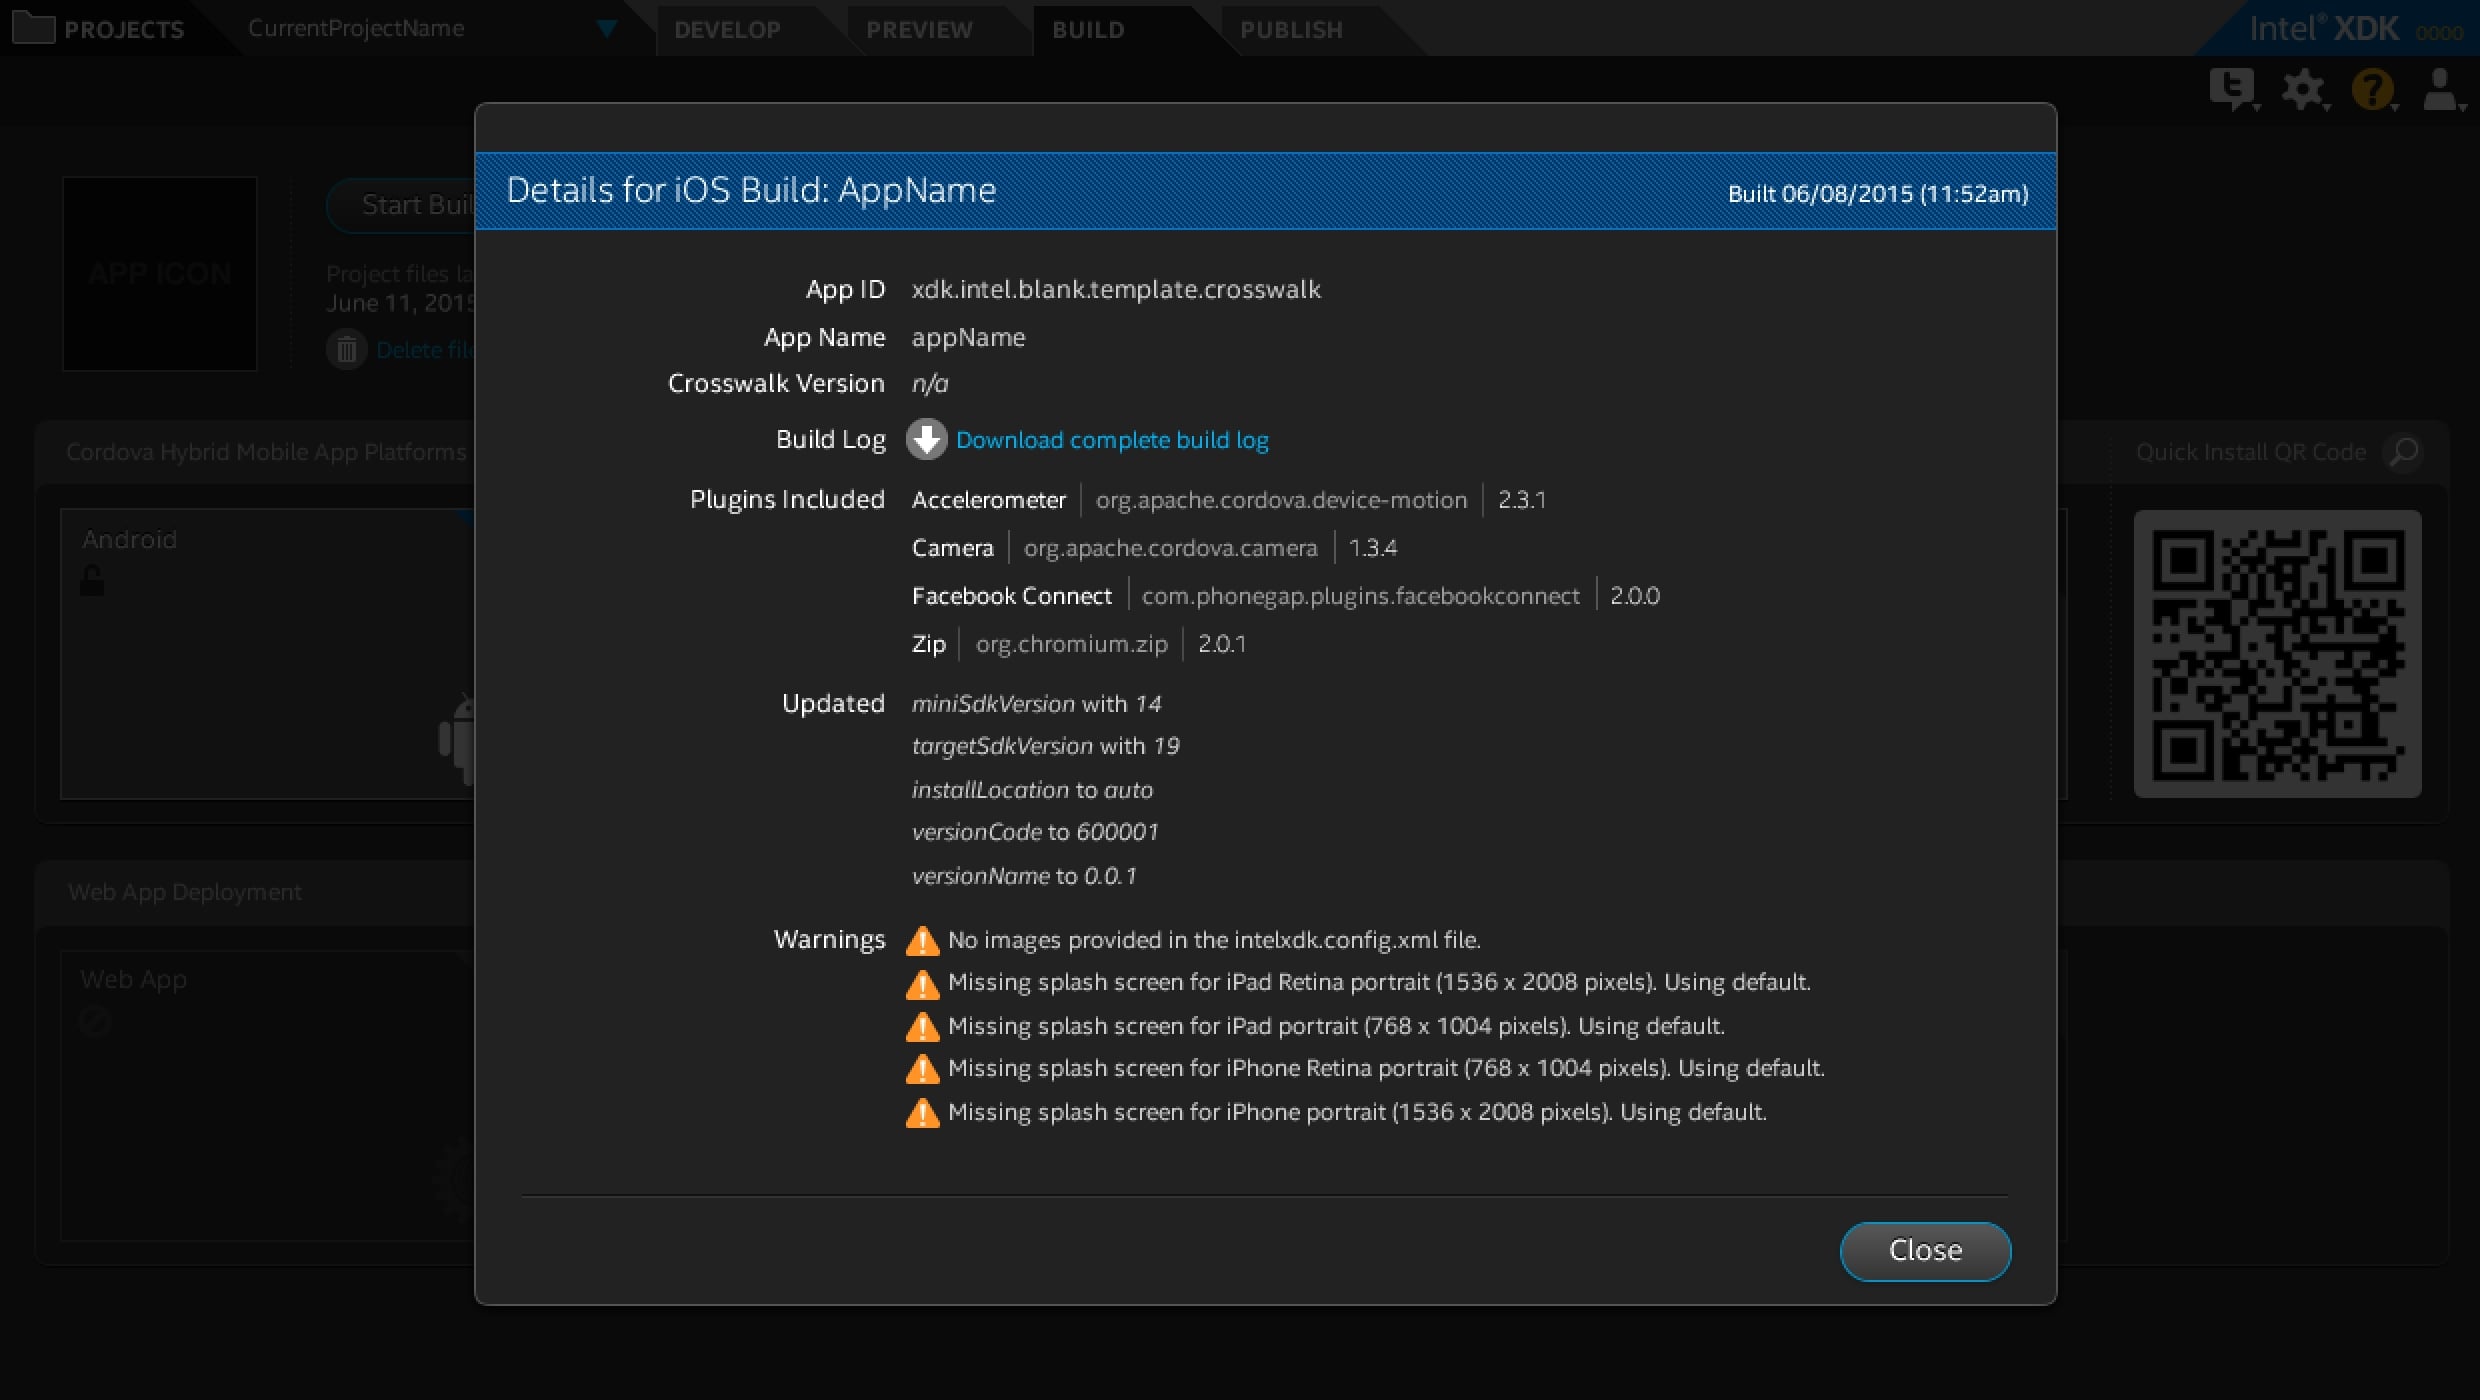 PROJECTS
CurrentProjectName
DEVELOP
PREVIEW
BUILD
PUBLISH
Intel® XDK 0000
Details for iOS Build: AppName
Built 06/08/2015 (11:52am)
APP ICON
Start Buil
Project files la
June 11, 2015
Delete file
App ID xdk.intel.blank.template.crosswalk
App Name appName
Crosswalk Version n/a
Build Log Download complete build log
Plugins Included Accelerometer | org.apache.cordova.device-motion | 2.3.1
Camera | org.apache.cordova.camera | 1.3.4
Facebook Connect | com.phonegap.plugins.facebookconnect | 2.0.0
Zip | org.chromium.zip | 2.0.1
Updated miniSdkVersion with 14
targetSdkVersion with 19
installLocation to auto
versionCode to 600001
versionName to 0.0.1
Warnings No images provided in the intelxdk.config.xml file.
Missing splash screen for iPad Retina portrait (1536 x 2008 pixels). Using default.
Missing splash screen for iPad portrait (768 x 1004 pixels). Using default.
Missing splash screen for iPhone Retina portrait (768 x 1004 pixels). Using default.
Missing splash screen for iPhone portrait (1536 x 2008 pixels). Using default.
Close
Cordova Hybrid Mobile App Platforms
Android
Quick Install QR Code
Web App Deployment
Web App